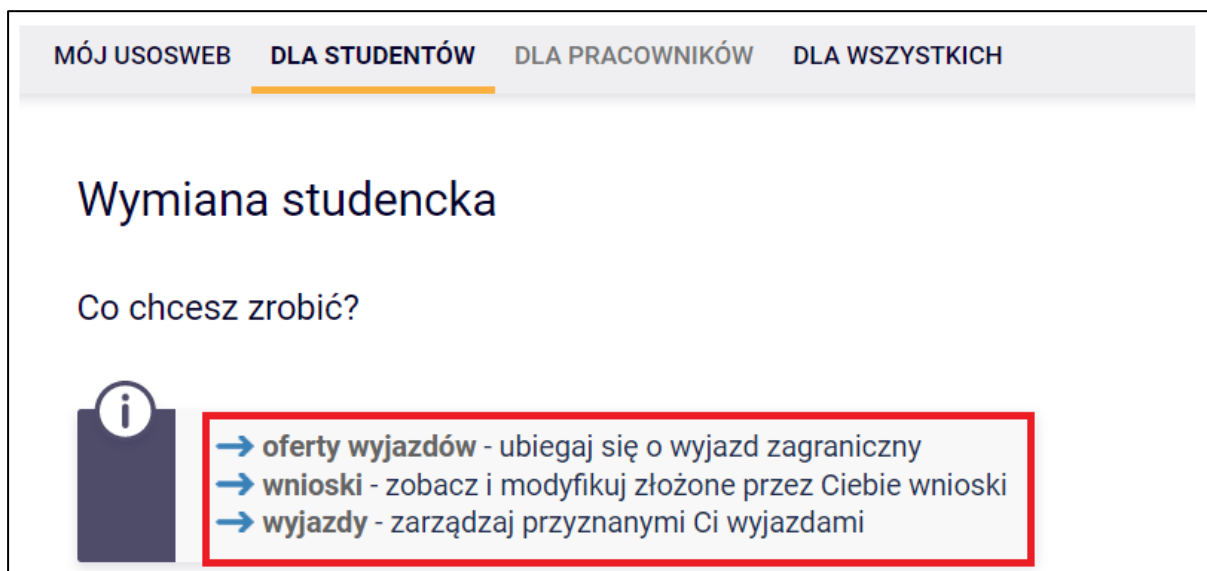 MÓJ USOSWEB DLA STUDENTÓW DLA PRACOWNIKÓW DLA WSZYSTKICH
Wymiana studencka
Co chcesz zrobić?
i
→ oferty wyjazdów - ubiegaj się o wyjazd zagraniczny
→ wnioski - zobacz i modyfikuj złożone przez Ciebie wnioski
→ wyjazdy - zarządzaj przyznanymi Ci wyjazdami